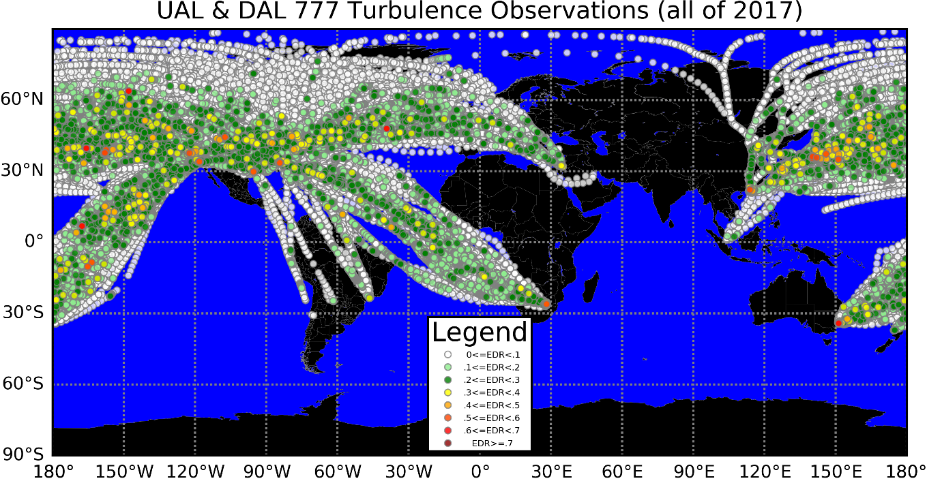 UAL & DAL 777 Turbulence Observations (all of 2017)
60°N
30°N
0°
30°S
60°S
90°S
Legend
0<=EDR<.1
.1<=EDR<.2
.2<=EDR<.3
.3<=EDR<.4
.4<=EDR<.5
.5<=EDR<.6
.6<=EDR<.7
EDR>=.7
180° 150°W 120°W 90°W 60°W 30°W 0° 30°E 60°E 90°E 120°E 150°E 180°